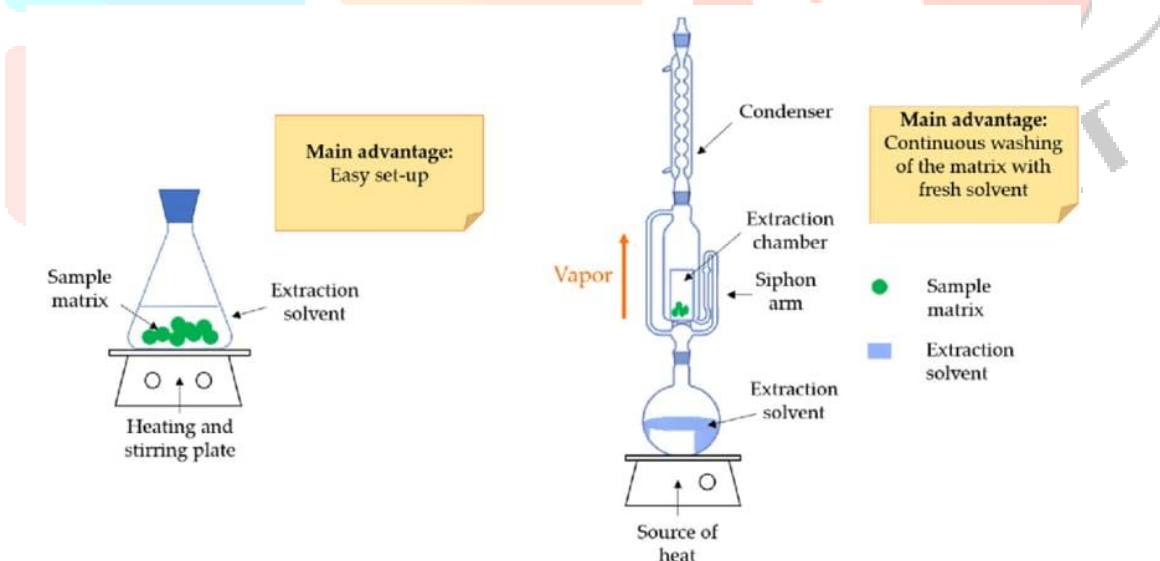 Main advantage:
Easy set-up
Sample
matrix
Extraction
solvent
Heating and
stirring plate
Condenser
Main advantage:
Continuous washing
of the matrix with
fresh solvent
Extraction
chamber
Vapor
Siphon
arm
Sample
matrix
Extraction
solvent
Extraction
solvent
Source of
heat